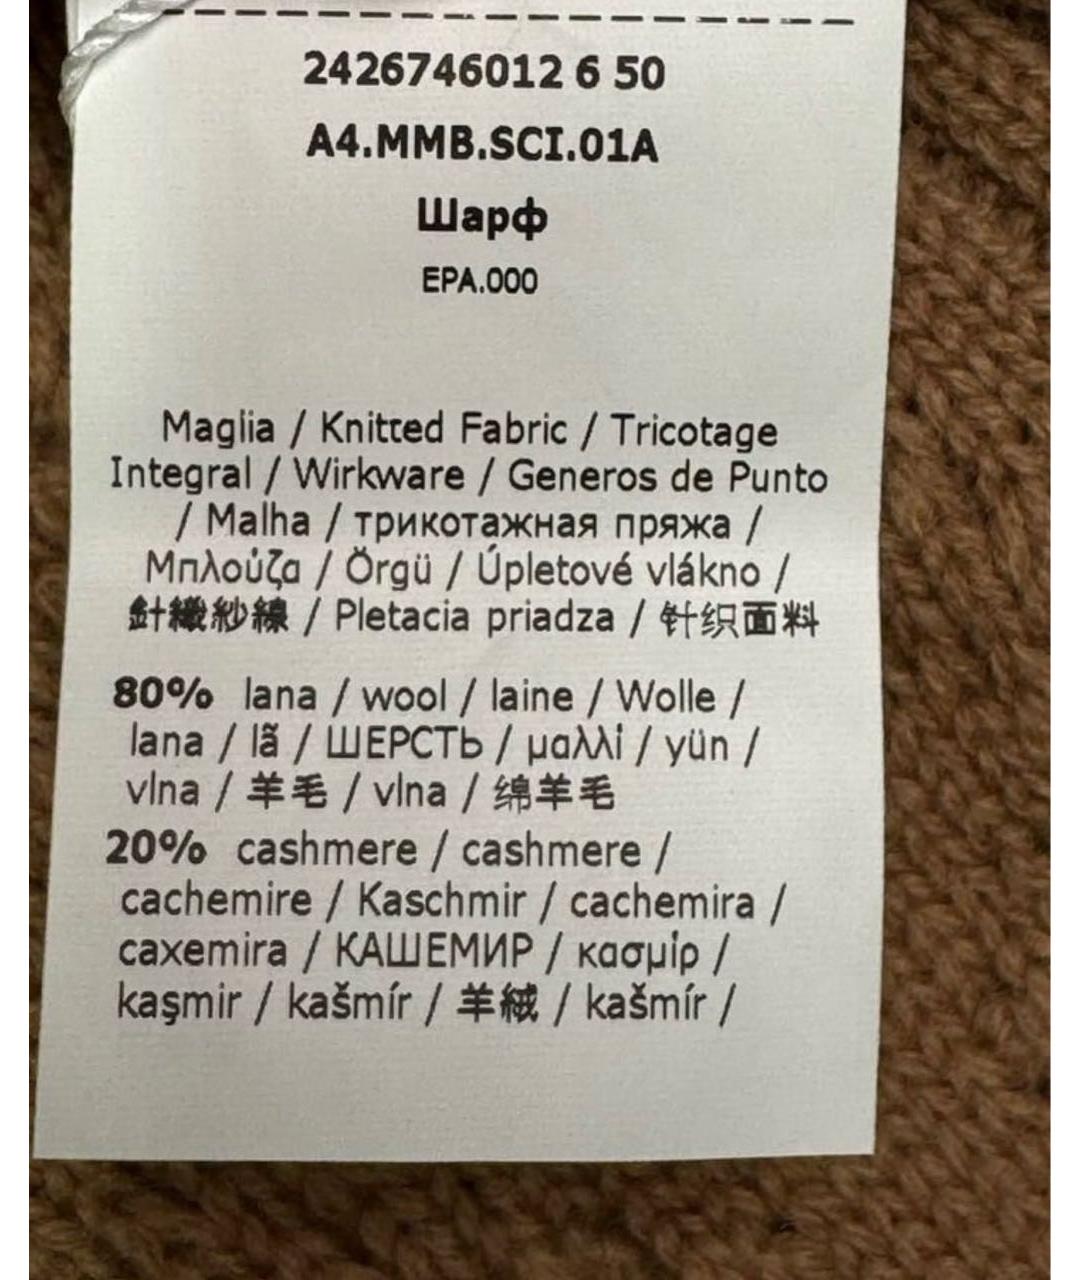 2426746012 6 50
A4.MMB.SCI.01A
Шарф
EPA.000
Maglia / Knitted Fabric / Tricotage
Integral / Wirkware / Generos de Punto
/ Malha / трикотажная пряжа /
Μπλούζα / Örgü / Úpletové vlákno /
針織紗線 / Pletacia priadza / 针织面料
80% lana / wool / laine / Wolle /
lana / lã / ШЕРСТЬ / μαλλί / yün /
vlna / 羊毛 / vlna / 绵羊毛
20% cashmere / cashmere /
cachemire / Kaschmir / cachemira /
caxemira / КАШЕМИР / κασμίρ /
kaşmir / kašmír / 羊絨 / kašmír /